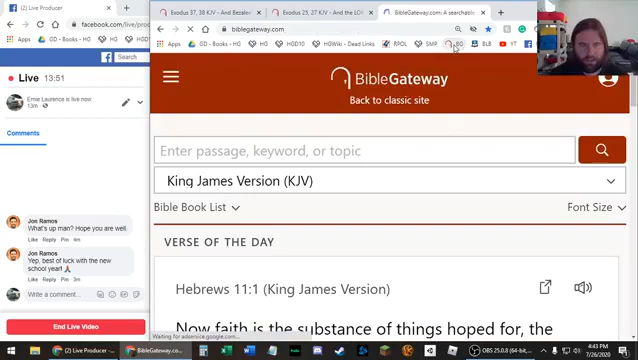 (2) Live Producer
facebook.com/live/prod
Apps GD - Books - HG
Search
Live 13:51
Ernie Laurence is live now.
13m
Comments
Jon Ramos
What's up man? Hope you are well.
Like Reply Pin 4m
Jon Ramos
Yep, best of luck with the
new school year!
Like Reply Pin 3m
Write a comment...
End Live Video
Exodus 37, 38 KJV - And Bezalee
Exodus 25, 27 KJV - And the LOR
BibleGateway.com: A searchable
biblegateway.com
Apps GD - Books - HG HG HGD10 HGWiki - Dead Links RPOL SMP BG BLB YT
BibleGateway
Back to classic site
Enter passage, keyword, or topic
King James Version (KJV)
Bible Book List
Font Size
VERSE OF THE DAY
Hebrews 11:1 (King James Version)
Now faith is the substance of things hoped for, the
Waiting for adservice.google.com...
(2) Live Producer - ...
BibleGateway.com: ...
OBS 25.0.8 (64-bit, ...
4:43 PM
7/26/2020